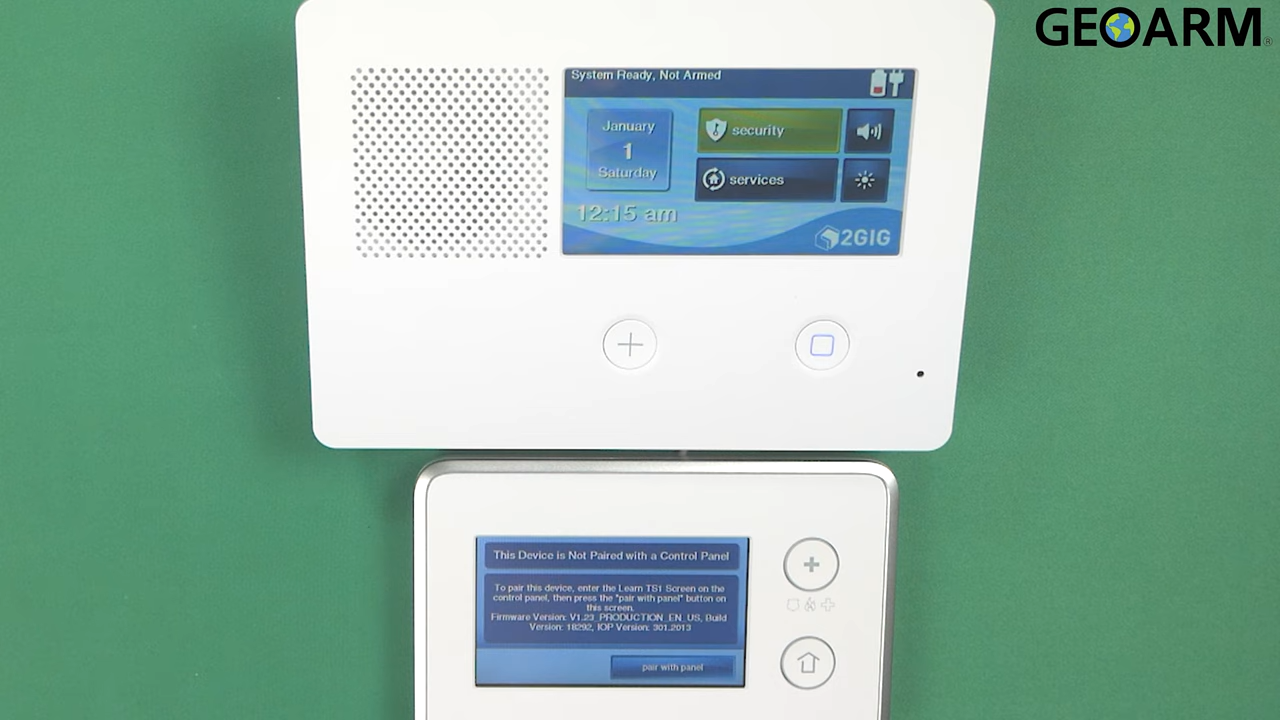 GEOARM®
System Ready, Not Armed
January
1
Saturday
security
services
12:15 am
2GIG
This Device is Not Paired with a Control Panel
To pair this device, enter the Learn TS1 Screen on the
control panel, then press the "pair with panel" button on
this screen.
Firmware Version: V1.23_PRODUCTION_EN_US, Build
Version: 18292, IOP Version: 301.2013
pair with panel